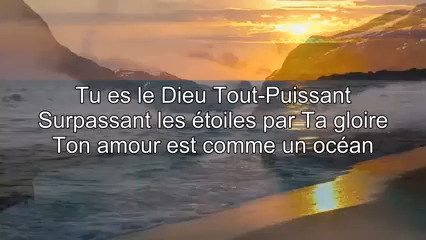 Tu es le Dieu Tout-Puissant
Surpassant les étoiles par Ta gloire
Ton amour est comme un océan